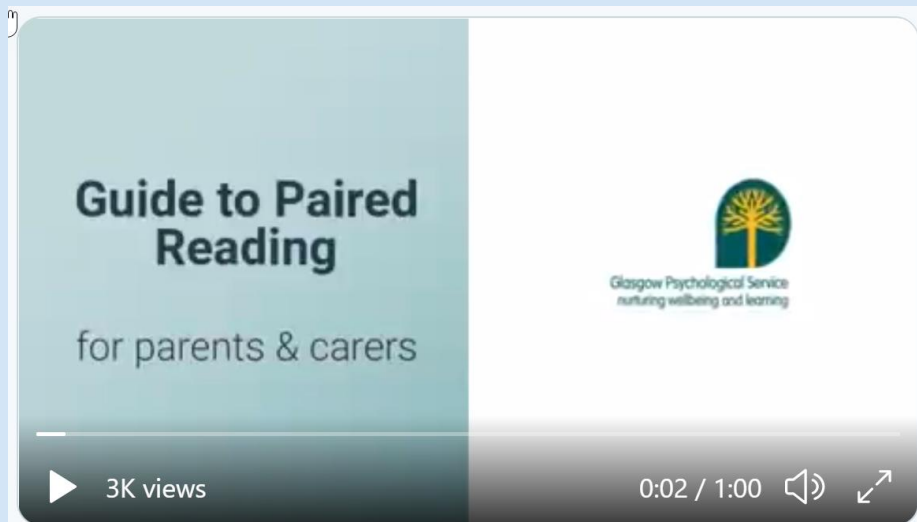 Guide to Paired
Reading
for parents & carers
Glasgow Psychological Service
nurturing wellbeing and learning
3K views
0:02 / 1:00